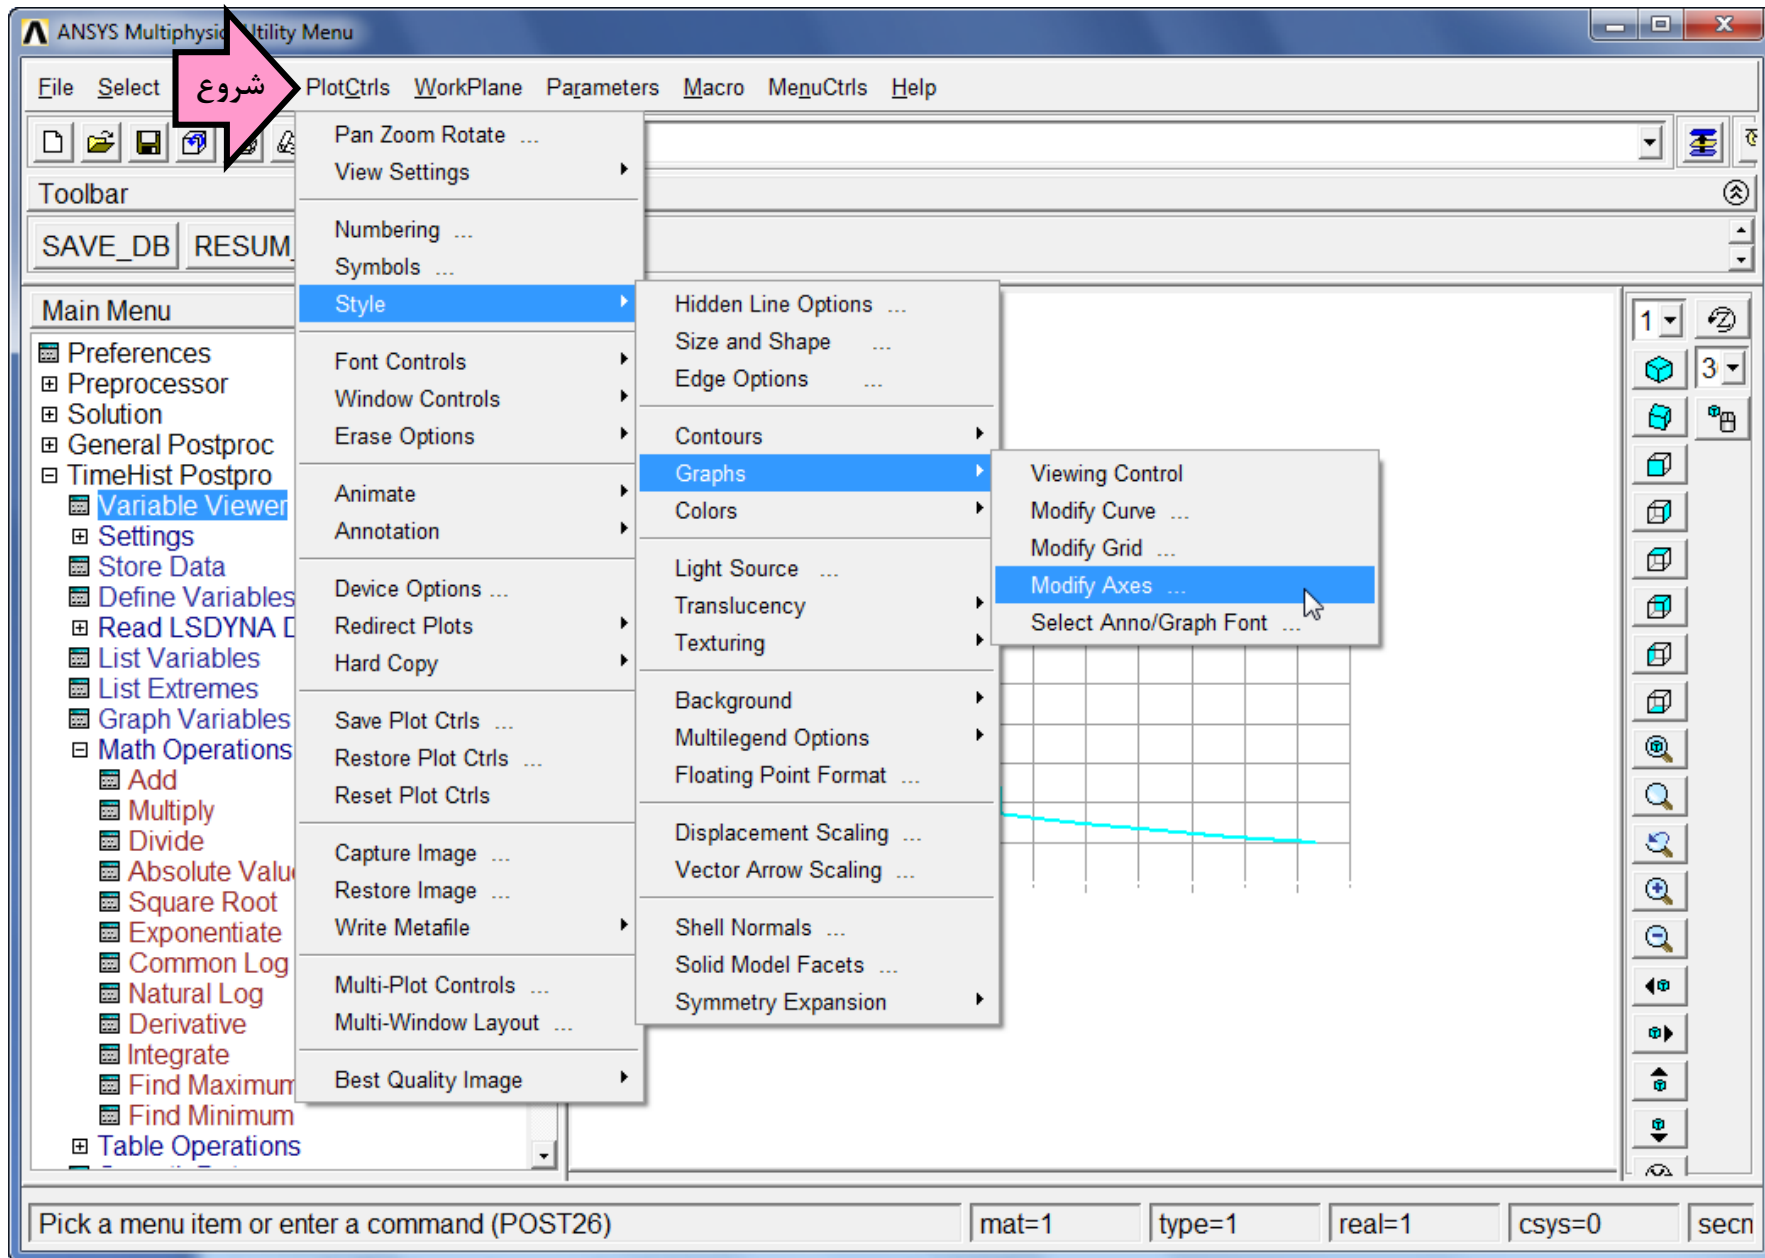 ANSYS Multiphysics Utility Menu
File Select شروع PlotCtrls WorkPlane Parameters Macro MenuCtrls Help
Toolbar
SAVE_DB RESUM_
Main Menu
Preferences
Preprocessor
Solution
General Postproc
TimeHist Postpro
Variable Viewer
Settings
Store Data
Define Variables
Read LSDYNA D
List Variables
List Extremes
Graph Variables
Math Operations
Add
Multiply
Divide
Absolute Value
Square Root
Exponentiate
Common Log
Natural Log
Derivative
Integrate
Find Maximum
Find Minimum
Table Operations
Pan Zoom Rotate ...
View Settings
Numbering ...
Symbols ...
Style
Font Controls
Window Controls
Erase Options
Animate
Annotation
Device Options ...
Redirect Plots
Hard Copy
Save Plot Ctrls ...
Restore Plot Ctrls ...
Reset Plot Ctrls
Capture Image ...
Restore Image ...
Write Metafile
Multi-Plot Controls ...
Multi-Window Layout ...
Best Quality Image
Hidden Line Options ...
Size and Shape ...
Edge Options ...
Contours
Graphs
Colors
Light Source ...
Translucency
Texturing
Background
Multilegend Options
Floating Point Format ...
Displacement Scaling ...
Vector Arrow Scaling ...
Shell Normals ...
Solid Model Facets ...
Symmetry Expansion
Viewing Control
Modify Curve ...
Modify Grid ...
Modify Axes ...
Select Anno/Graph Font ...
1
3
Pick a menu item or enter a command (POST26) mat=1 type=1 real=1 csys=0 secn